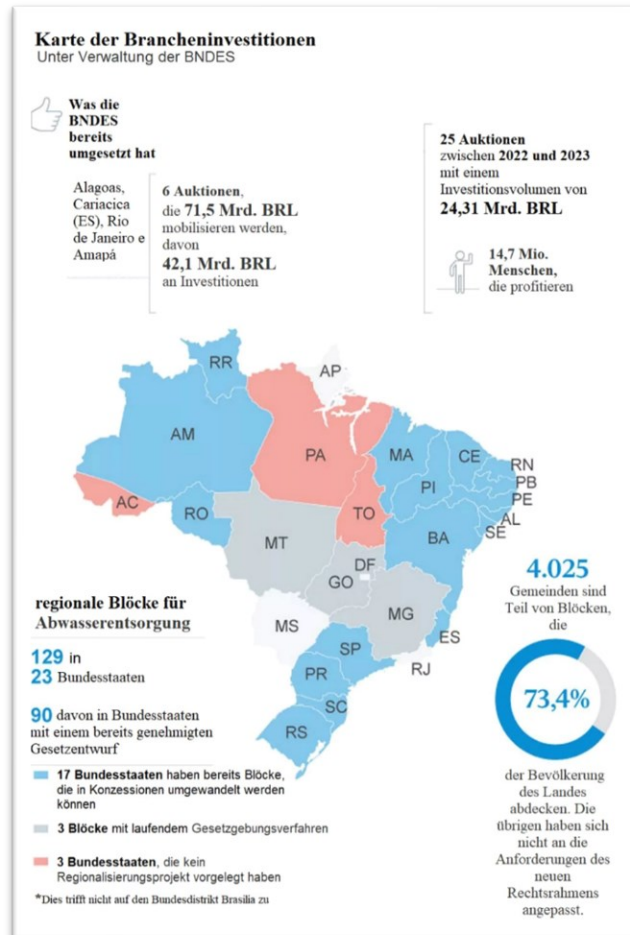 Karte der Brancheninvestitionen
Unter Verwaltung der BNDES
Was die
BNDES
bereits
umgesetzt hat
Alagoas,
Cariacica
(ES), Rio
de Janeiro e
Amapá
6 Auktionen,
die 71,5 Mrd. BRL
mobilisieren werden,
davon
42,1 Mrd. BRL
an Investitionen
25 Auktionen
zwischen 2022 und 2023
mit einem
Investitionsvolumen von
24,31 Mrd. BRL
14,7 Mio.
Menschen,
die profitieren
RR
AP
AM
PA
MA
CE
RN
PB
PE
AL
SE
PI
AC
RO
TO
BA
MT
DF
GO
MG
MS
ES
RJ
SP
PR
SC
RS
regionale Blöcke für
Abwasserentsorgung
129 in
23 Bundesstaaten
90 davon in Bundesstaaten
mit einem bereits genehmigten
Gesetzentwurf
17 Bundesstaaten haben bereits Blöcke,
die in Konzessionen umgewandelt werden
können
3 Blöcke mit laufendem Gesetzgebungsverfahren
3 Bundesstaaten, die kein
Regionalisierungsprojekt vorgelegt haben
*Dies trifft nicht auf den Bundesdistrikt Brasilia zu
4.025
Gemeinden sind
Teil von Blöcken,
die
73,4%
der Bevölkerung
des Landes
abdecken. Die
übrigen haben sich
nicht an die
Anforderungen des
neuen
Rechtsrahmens
angepasst.